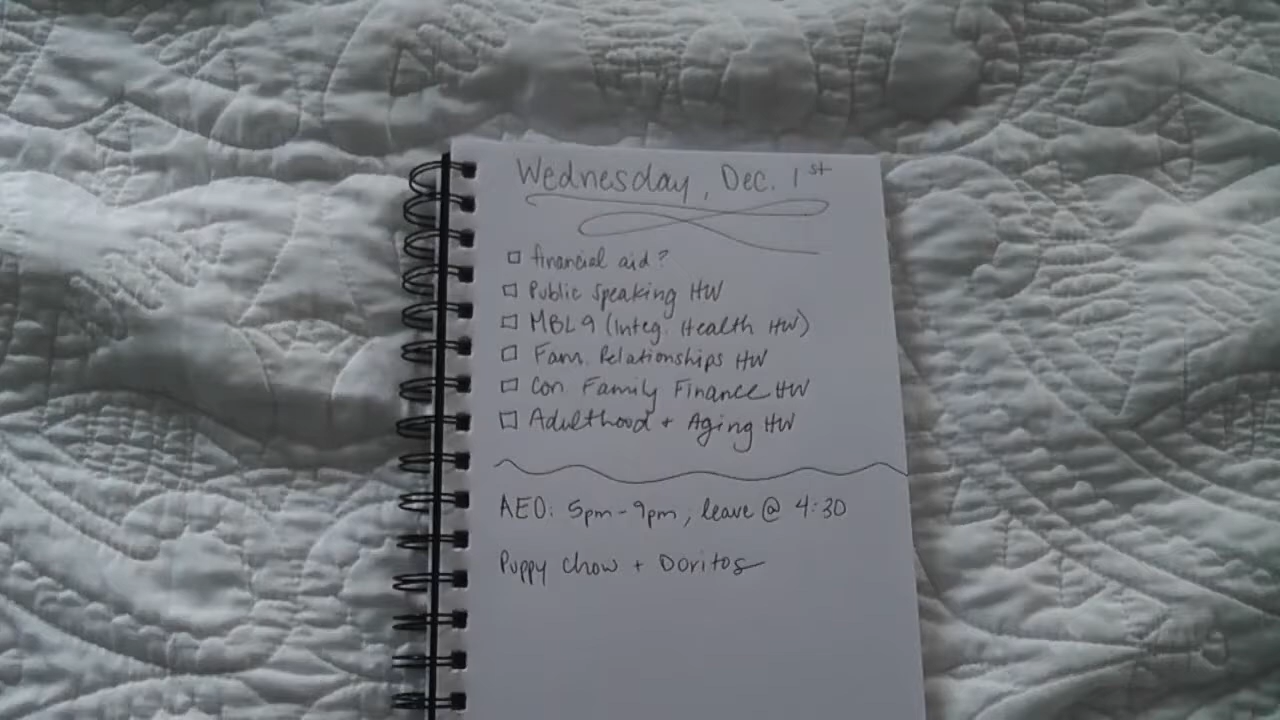 Wednesday, Dec. 1st
financial aid?
Public Speaking HW
MBL 9 (Integ. Health HW)
Fam. Relationships HW
Con. Family Finance HW
Adulthood + Aging HW
AEO: 5pm-9pm, leave @ 4:30
Puppy Chow + Doritos